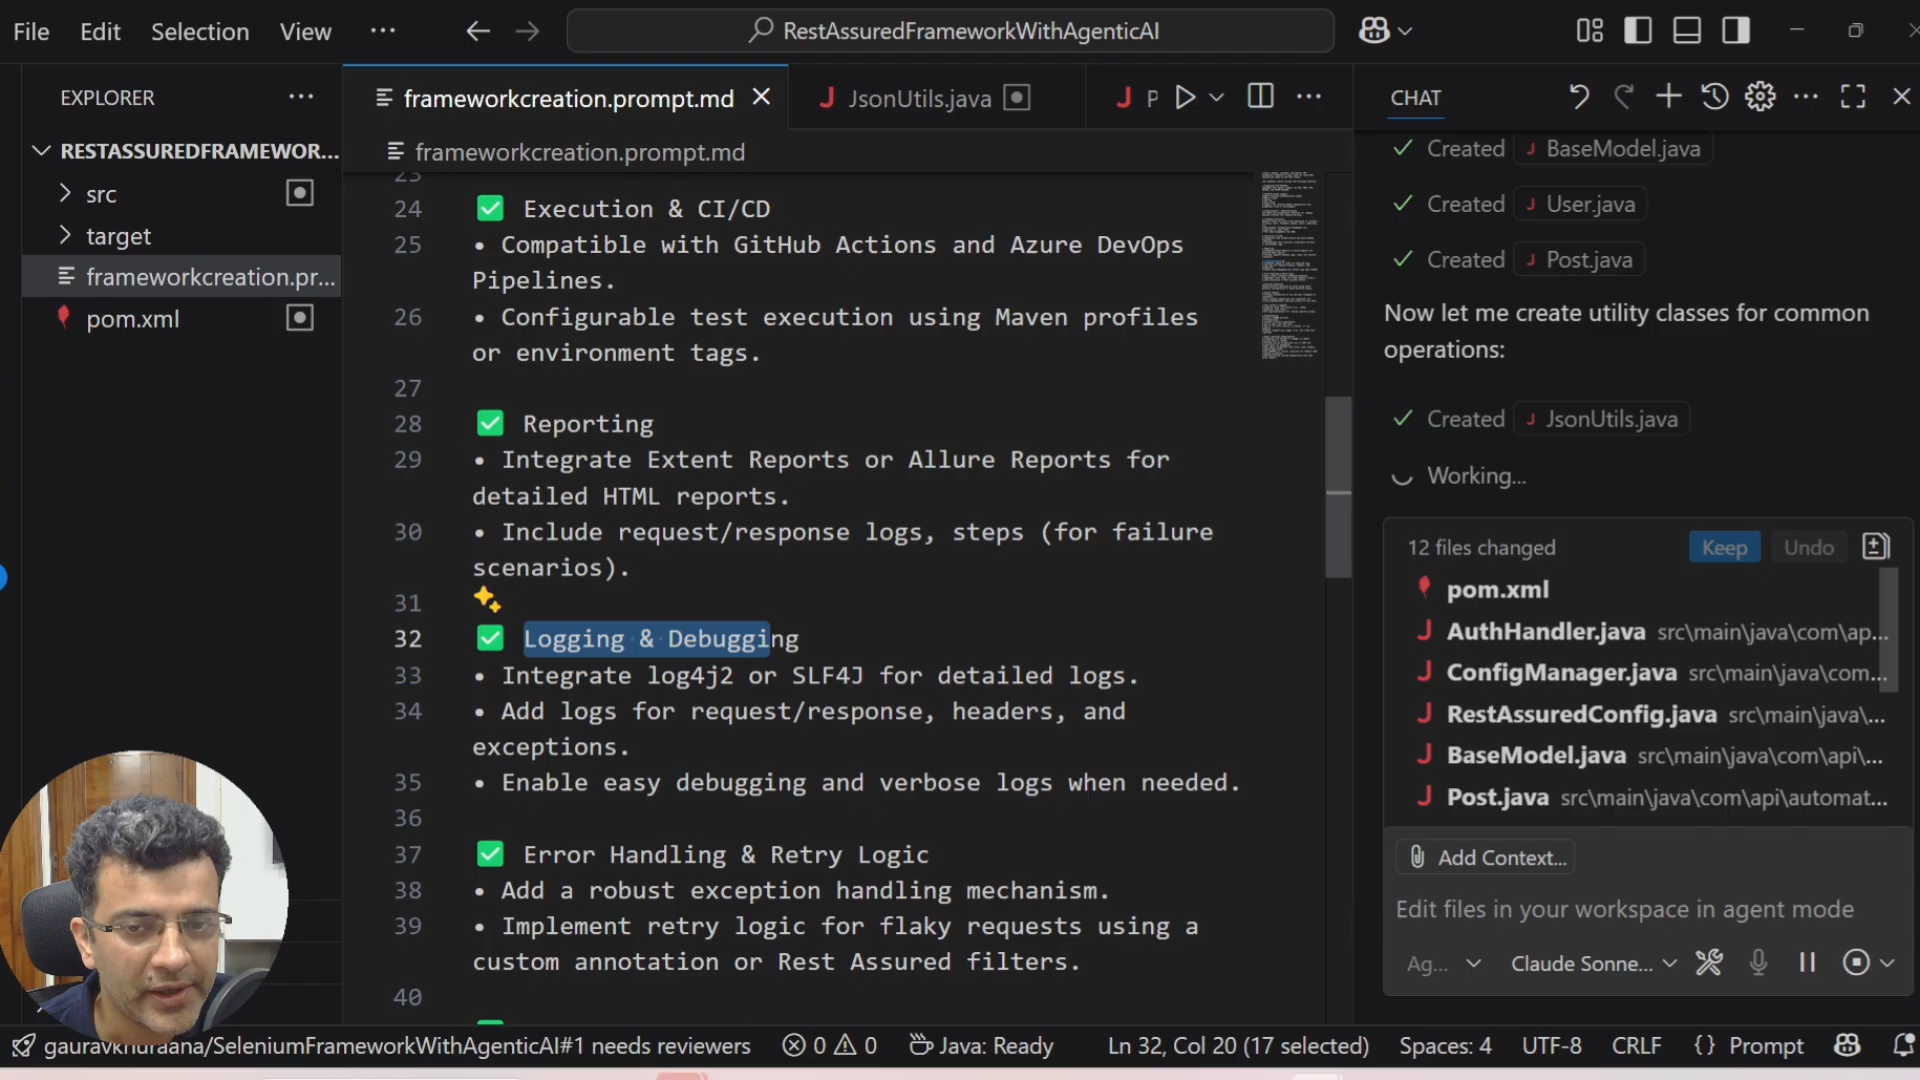 File Edit Selection View ··· RestAssuredFrameworkWithAgenticAI
EXPLORER ···
RESTASSUREDFRAMEWOR...
src
target
frameworkcreation.pr...
pom.xml
frameworkcreation.prompt.md JsonUtils.java P ···
frameworkcreation.prompt.md
23
24 ✅ Execution & CI/CD
25 • Compatible with GitHub Actions and Azure DevOps
Pipelines.
26 • Configurable test execution using Maven profiles
or environment tags.
27
28 ✅ Reporting
29 • Integrate Extent Reports or Allure Reports for
detailed HTML reports.
30 • Include request/response logs, steps (for failure
scenarios).
31
32 ✅ Logging & Debugging
33 • Integrate log4j2 or SLF4J for detailed logs.
34 • Add logs for request/response, headers, and
exceptions.
35 • Enable easy debugging and verbose logs when needed.
36
37 ✅ Error Handling & Retry Logic
38 • Add a robust exception handling mechanism.
39 • Implement retry logic for flaky requests using a
custom annotation or Rest Assured filters.
40
CHAT
Created BaseModel.java
Created User.java
Created Post.java
Now let me create utility classes for common
operations:
Created JsonUtils.java
Working...
12 files changed Keep Undo
pom.xml
AuthHandler.java src\main\java\com\ap...
ConfigManager.java src\main\java\com...
RestAssuredConfig.java src\main\java\...
BaseModel.java src\main\java\com\api\...
Post.java src\main\java\com\api\automat...
Add Context...
Edit files in your workspace in agent mode
Ag... Claude Sonne...
gauravkhuraana/SeleniumFrameworkWithAgenticAI#1 needs reviewers 0 0 Java: Ready Ln 32, Col 20 (17 selected) Spaces: 4 UTF-8 CRLF {} Prompt